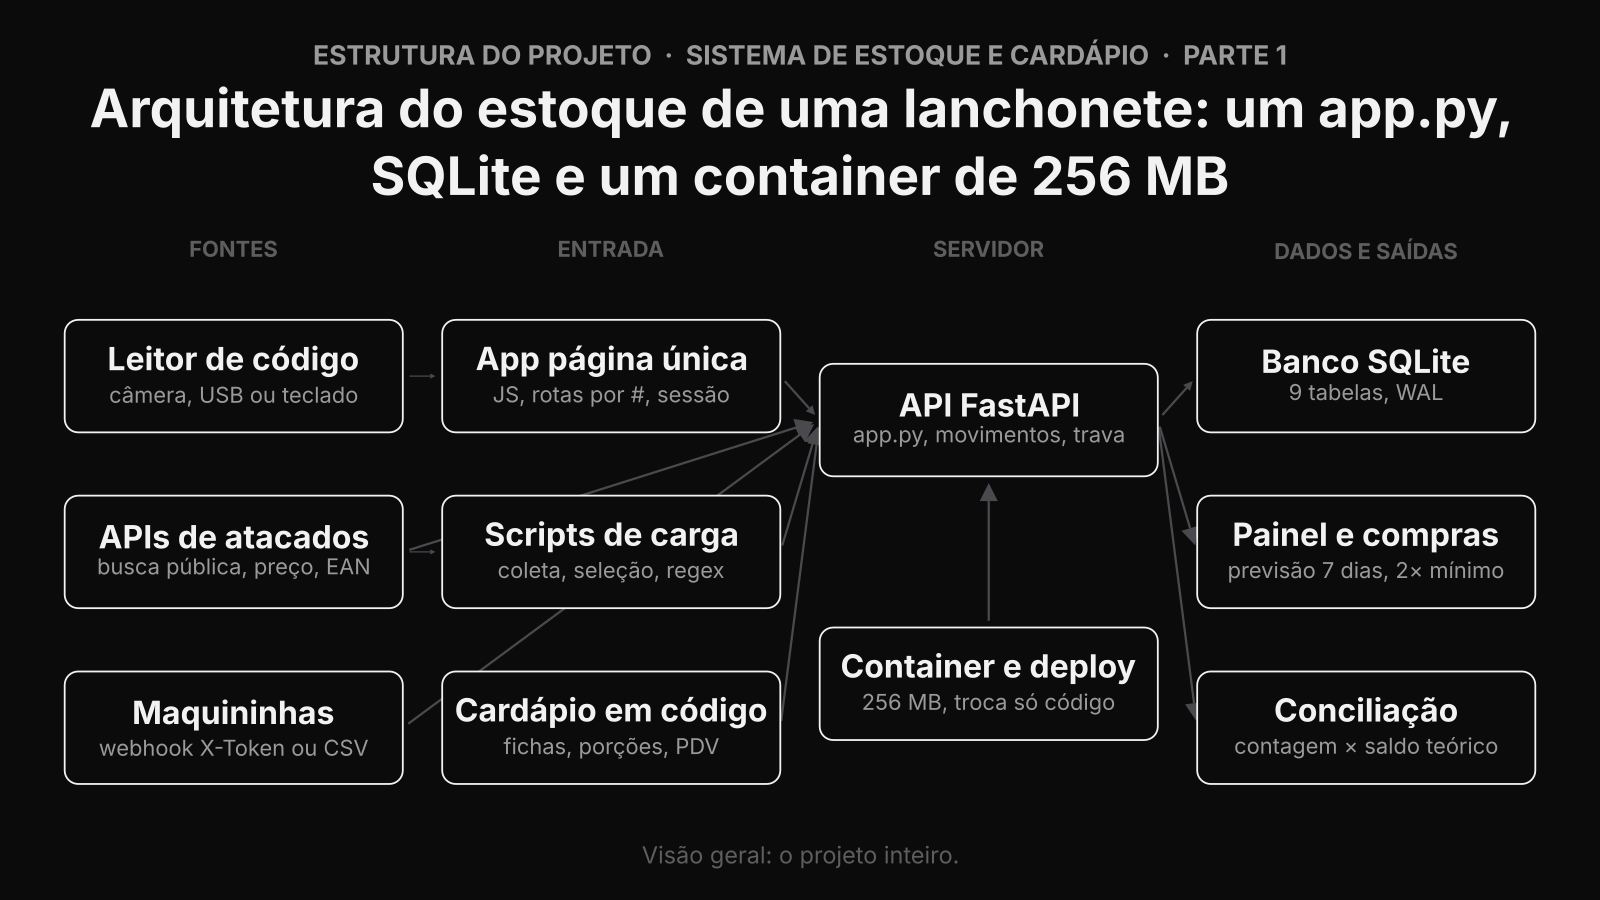 ESTRUTURA DO PROJETO · SISTEMA DE ESTOQUE E CARDÁPIO · PARTE 1
Arquitetura do estoque de uma lanchonete: um app.py,
SQLite e um container de 256 MB
FONTES
ENTRADA
SERVIDOR
DADOS E SAÍDAS
Leitor de código
câmera, USB ou teclado
App página única
JS, rotas por #, sessão
API FastAPI
app.py, movimentos, trava
Banco SQLite
9 tabelas, WAL
APIs de atacados
busca pública, preço, EAN
Scripts de carga
coleta, seleção, regex
Painel e compras
previsão 7 dias, 2× mínimo
Container e deploy
256 MB, troca só código
Maquininhas
webhook X-Token ou CSV
Cardápio em código
fichas, porções, PDV
Conciliação
contagem × saldo teórico
Visão geral: o projeto inteiro.